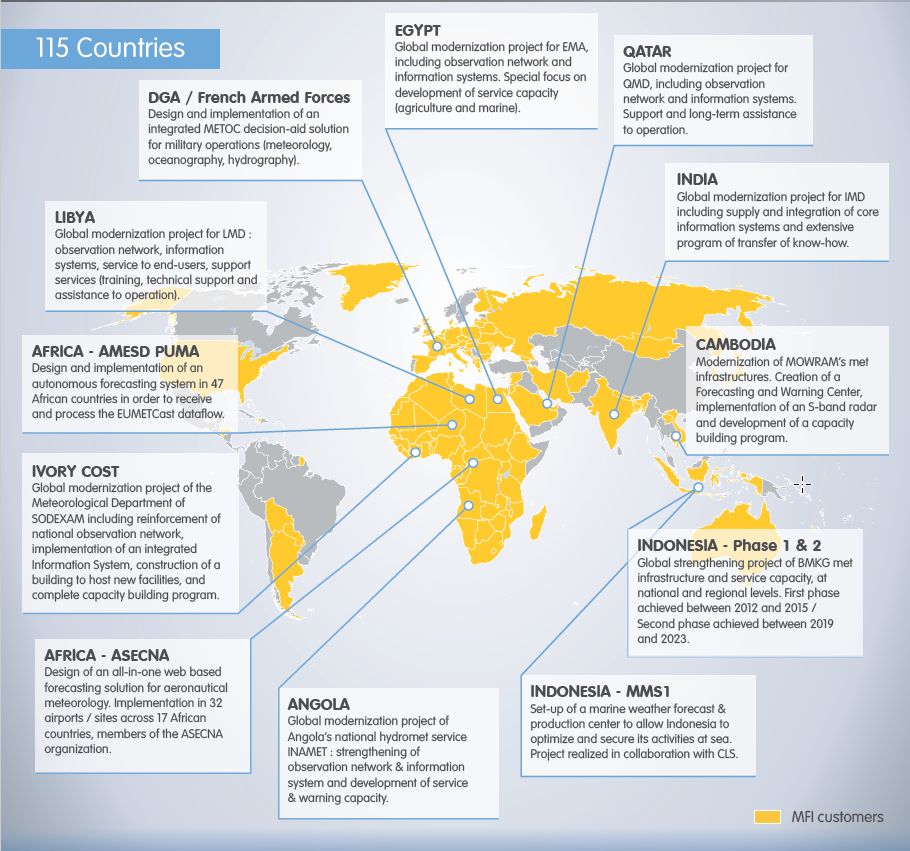 115 Countries
EGYPT
Global modernization project for EMA,
including observation network and
information systems. Special focus on
development of service capacity
(agriculture and marine).
QATAR
Global modernization project for
QMD, including observation
network and information systems.
Support and long-term assistance
to operation.
DGA / French Armed Forces
Design and implementation of an
integrated METOC decision-aid solution
for military operations (meteorology,
oceanography, hydrography).
INDIA
Global modernization project for IMD
including supply and integration of core
information systems and extensive
program of transfer of know-how.
LIBYA
Global modernization project for LMD :
observation network, information
systems, service to end-users, support
services (training, technical support and
assistance to operation).
AFRICA - AMESD PUMA
Design and implementation of an
autonomous forecasting system in 47
African countries in order to receive
and process the EUMETCast dataflow.
CAMBODIA
Modernization of MOWRAM's met
infrastructures. Creation of a
Forecasting and Warning Center,
implementation of an S-band radar
and development of a capacity
building program.
IVORY COST
Global modernization project of the
Meteorological Department of
SODEXAM including reinforcement of
national observation network,
implementation of an integrated
Information System, construction of a
building to host new facilities, and
complete capacity building program.
INDONESIA - Phase 1 & 2
Global strengthening project of BMKG met
infrastructure and service capacity, at
national and regional levels. First phase
achieved between 2012 and 2015 /
Second phase achieved between 2019
and 2023.
AFRICA - ASECNA
Design of an all-in-one web based
forecasting solution for aeronautical
meteorology. Implementation in 32
airports / sites across 17 African
countries, members of the ASECNA
organization.
ANGOLA
Global modernization project of
Angola's national hydromet service
INAMET : strengthening of
observation network & information
system and development of service
& warning capacity.
INDONESIA - MMS1
Set-up of a marine weather forecast &
production center to allow Indonesia to
optimize and secure its activities at sea.
Project realized in collaboration with CLS.
MFI customers